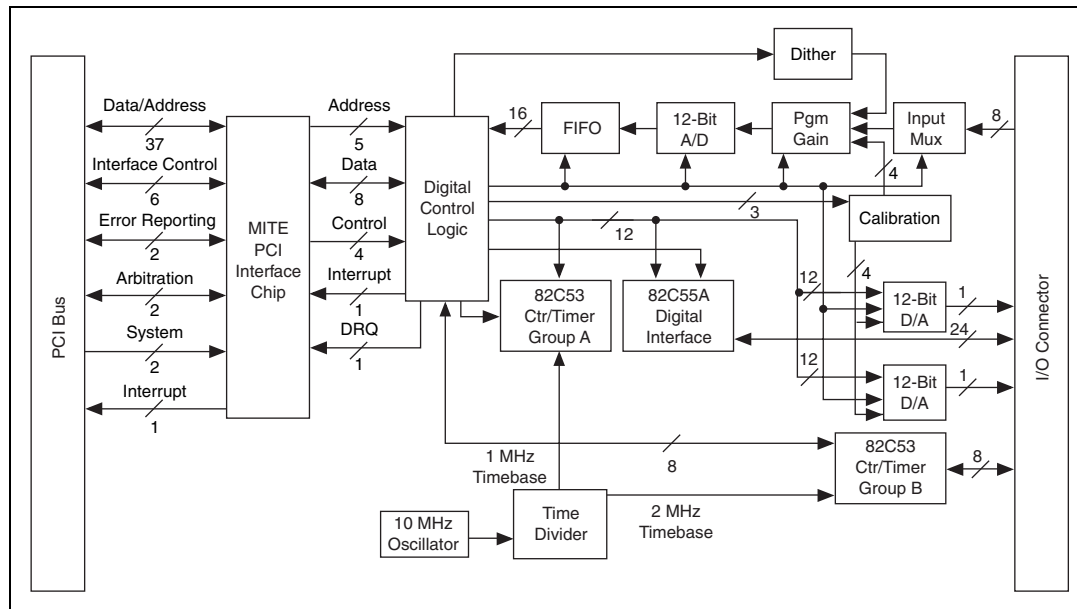 PCI Bus
Data/Address
37
Interface Control
6
Error Reporting
2
Arbitration
2
System
2
Interrupt
1
MITE
PCI
Interface
Chip
Address
5
Data
8
Control
4
Interrupt
1
DRQ
1
Digital
Control
Logic
Dither
16
FIFO
12-Bit
A/D
Pgm
Gain
Input
Mux
8
4
3
Calibration
12
4
82C53
Ctr/Timer
Group A
82C55A
Digital
Interface
12
12-Bit
D/A
1
24
12
12-Bit
D/A
1
1 MHz
Timebase
8
82C53
Ctr/Timer
Group B
8
10 MHz
Oscillator
Time
Divider
2 MHz
Timebase
I/O Connector